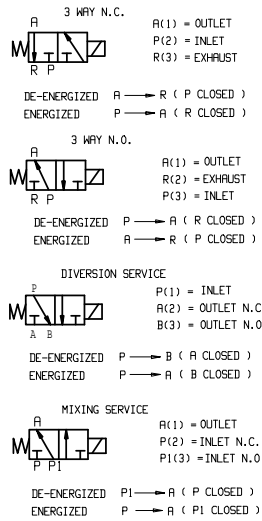 3 WAY N.C.
A
R P
A(1) = OUTLET
P(2) = INLET
R(3) = EXHAUST
DE-ENERGIZED A → R ( P CLOSED )
ENERGIZED P → A ( R CLOSED )
3 WAY N.O.
A
R P
A(1) = OUTLET
R(2) = EXHAUST
P(3) = INLET
DE-ENERGIZED P → A ( R CLOSED )
ENERGIZED A → R ( P CLOSED )
DIVERSION SERVICE
P
A B
P(1) = INLET
A(2) = OUTLET N.C
B(3) = OUTLET N.O
DE-ENERGIZED P → B ( A CLOSED )
ENERGIZED P → A ( B CLOSED )
MIXING SERVICE
A
P P1
A(1) = OUTLET
P(2) = INLET N.C.
P1(3) = INLET N.O
DE-ENERGIZED P1 → A ( P CLOSED )
ENERGIZED P → A ( P1 CLOSED )